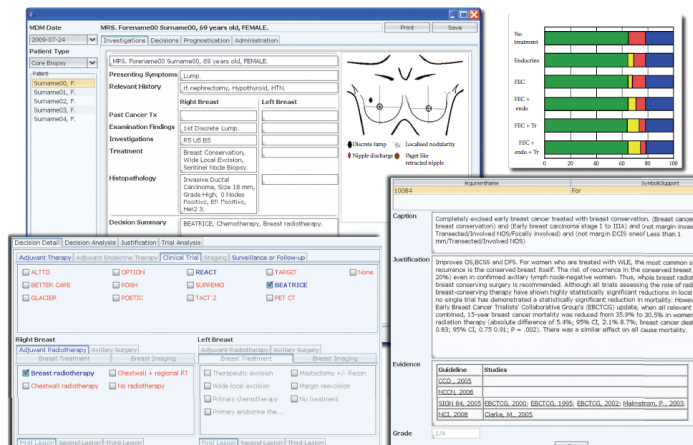 MRS. Forename00 Surname00, 69 years old, FEMALE.
MDM Date
2009-07-24
Patient Type
Core Biopsy
Patient
Surname00, F.
Surname01, F.
Surname02, F.
Surname03, F.
Surname04, F.
Print
Save
Investigations Decisions Prognostication Administration
MRS. Forename00 Surname00, 69 years old, FEMALE.
Presenting Symptoms
Lump.
Relevant History
rt nephrectomy, Hypothyroid, HTN.
Right Breast
Left Breast
Past Cancer Tx
Examination Findings
1st Discrete Lump.
Investigations
R5 U5 B5
Treatment
Breast Conservation,
Wide Local Excision,
Sentinel Node Biopsy.
Histopathology
Invasive Ductal
Carcinoma, Size 18 mm,
Grade High, 0 Nodes
Positive, ER Positive,
Her2 3.
Decision Summary
BEATRICE, Chemotherapy, Breast radiotherapy.
Discrete lump
Localised nodularity
Nipple discharge
Paget like
retracted nipple
No
treatment
Endocrine
FEC
FEC +
endo
FEC + Tr
FEC +
endo + Tr
0 20 40 60 80 100
Decision Detail Decision Analysis Justification Trial Analysis
Adjuvant Therapy Adjuvant Endocrine Therapy Clinical Trial Staging Surveillance or Follow-up
ALTTO OPTION REACT TARGIT None
BETTER CARE POSH SUPREMO BEATRICE
GLACIER POETIC TACT 2 PET CT
Right Breast
Left Breast
Adjuvant Radiotherapy Axillary Surgery
Breast Treatment Breast Imaging
Breast radiotherapy Chestwall + regional RT
Chestwall radiotherapy No radiotherapy
Adjuvant Radiotherapy Axillary Surgery
Breast Treatment Breast Imaging
Therapeutic excision Mastectomy +/- Recon
Wide local excision Margin reexcision
Primary chemotherapy No treatment
Primary endocrine the...
First Lesion Second Lesion Third Lesion
First Lesion Second Lesion Third Lesion
ArgumentName SymbolicSupport
10084 For
Caption
Completely excised early breast cancer treated with breast conservation, (Breast cancer
breast conservation) and (Early breast carcinoma stage I to IIIA) and (not margin
Transected/Involved NOS/Focally involved) and (not margin DCIS oneof Less than 1
mm/Transected/Involved NOS)
Justification
Improves OS,BCSS and DFS. For women who are treated with WLE, the most common s
recurrence is the conserved breast itself. The risk of recurrence in the conserved breast
20%) even in confirmed axillary lymph node-negative women. Thus, whole breast radia
breast conserving surgery is recommended. Although all trials assessing the role of radi
breast-conserving therapy have shown highly statistically significant reductions in local
no single trial has demonstrated a statistically significant reduction in mortality. Howe
Early Breast Cancer Trialists' Collaborative Group's (EBCTCG) update, when all relevant
combined, 15-year breast cancer mortality was reduced from 35.9% to 30.5% in women
radiation therapy (absolute difference of 5.4%; 95% CI, 2.1% 8.7%; breast cancer deat
0.83; 95% CI, 0.75 0.91; P = .002). There was a similar effect on all cause mortality.
Evidence
Guideline Studies
CCO , 2005
NCCN, 2008
SIGN 84, 2005 EBCTCG, 2000; EBCTCG, 1995; EBCTCG, 2002; Malmstrom, P., 2003.
NCI, 2008 Clarke, M., 2005.
Grade
1/A